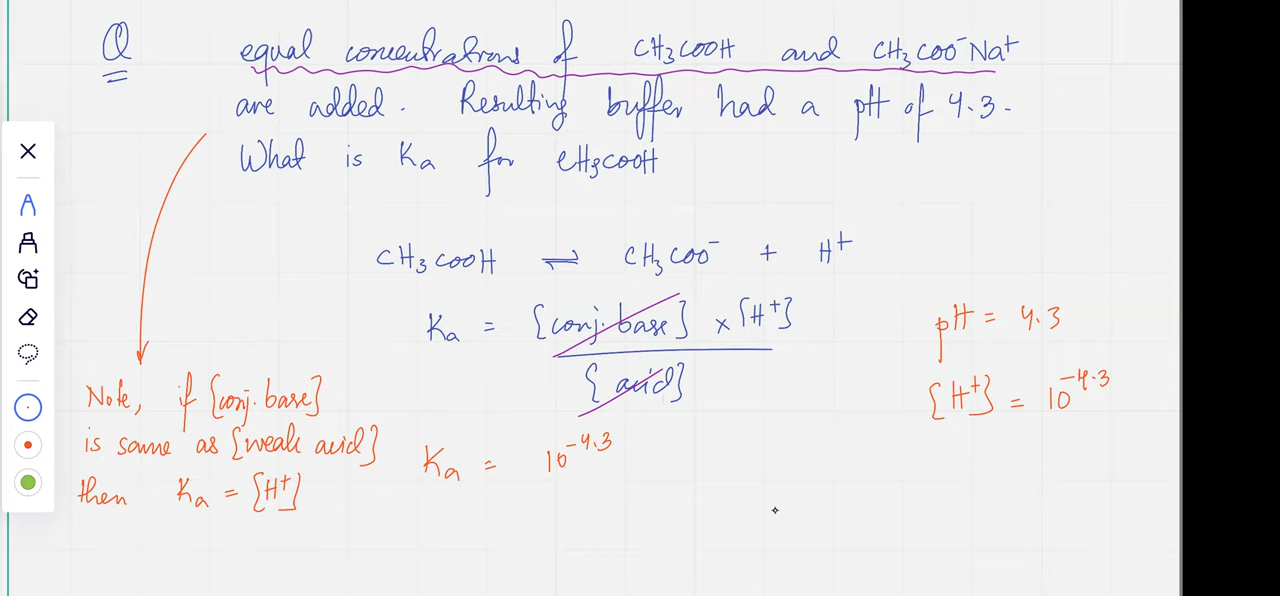 Q
equal concentrations of CH₃COOH and CH₃COO⁻Na⁺
are added. Resulting buffer had a pH of 4.3.
What is Ka for CH₃COOH
CH₃COOH ⇌ CH₃COO⁻ + H⁺
Ka = [conj. base] × [H⁺]
[acid]
pH = 4.3
[H⁺] = 10⁻⁴·³
Note, if [conj. base]
is same as [weak acid]
then Ka = [H⁺]
Ka = 10⁻⁴·³